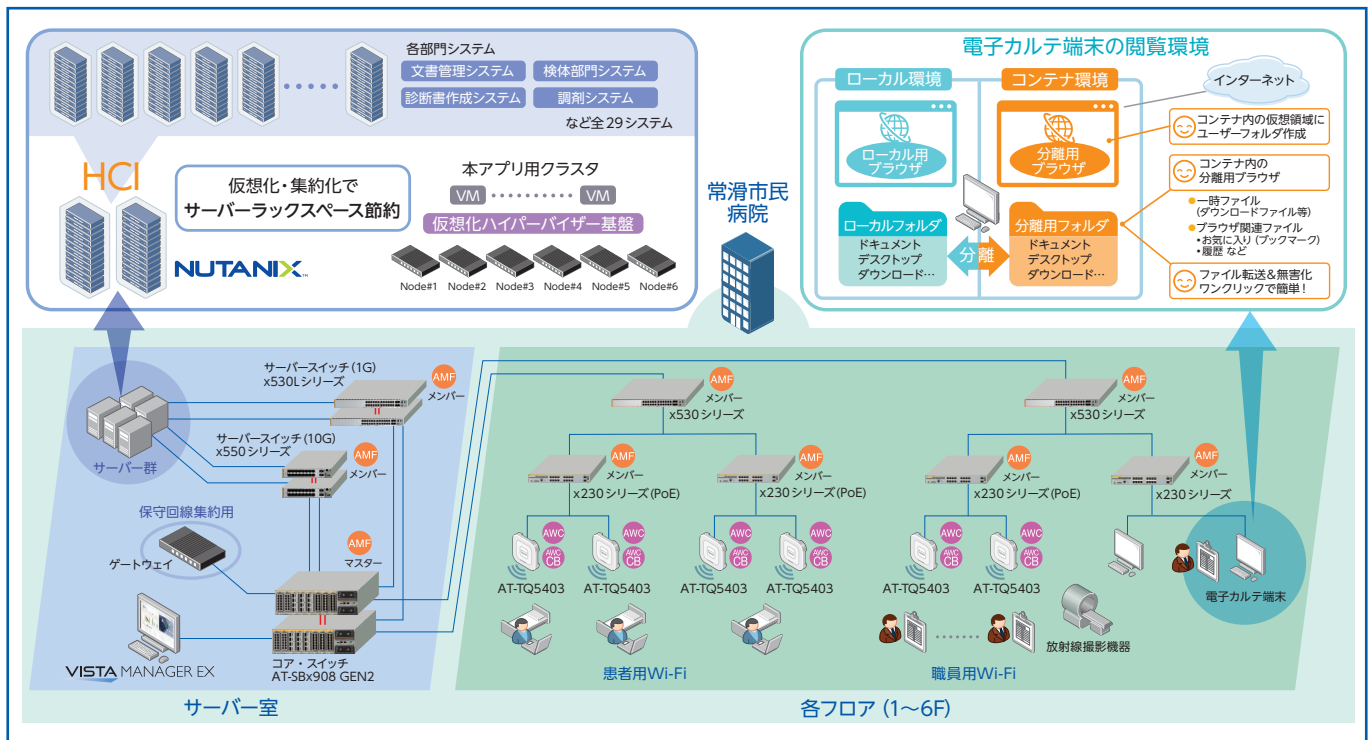 各部門システム
文書管理システム
検体部門システム
診断書作成システム
調剤システム
など全29システム
HCI
仮想化・集約化で
サーバーラックスペース節約
NUTANIX™
本アプリ用クラスタ
VM
VM
仮想化ハイパーバイザー基盤
Node#1
Node#2
Node#3
Node#4
Node#5
Node#6
常滑市民
病院
電子カルテ端末の閲覧環境
ローカル環境
コンテナ環境
インターネット
ローカル用
ブラウザ
分離用
ブラウザ
コンテナ内の仮想領域に
ユーザーフォルダ作成
コンテナ内の
分離用ブラウザ
●一時ファイル
(ダウンロードファイル等)
●ブラウザ関連ファイル
•お気に入り(ブックマーク)
•履歴 など
ファイル転送&無害化
ワンクリックで簡単!
ローカルフォルダ
ドキュメント
デスクトップ
ダウンロード…
分離
分離用フォルダ
ドキュメント
デスクトップ
ダウンロード…
サーバースイッチ(1G)
x530Lシリーズ
AMF
メンバー
サーバー群
サーバースイッチ(10G)
x550シリーズ
AMF
メンバー
保守回線集約用
ゲートウェイ
AMF
マスター
VISTA MANAGER EX
コア・スイッチ
AT-SBx908 GEN2
サーバー室
AMF
メンバー
x530シリーズ
AMF
メンバー
x530シリーズ
AMF
メンバー
x230シリーズ(PoE)
AMF
メンバー
x230シリーズ(PoE)
AMF
メンバー
x230シリーズ(PoE)
AMF
メンバー
x230シリーズ
AWC
AWC
CB
AT-TQ5403
AWC
AWC
CB
AT-TQ5403
AWC
AWC
CB
AT-TQ5403
AWC
AWC
CB
AT-TQ5403
AWC
AWC
CB
AT-TQ5403
AWC
AWC
CB
AT-TQ5403
電子カルテ端末
放射線撮影機器
患者用Wi-Fi
職員用Wi-Fi
各フロア(1〜6F)